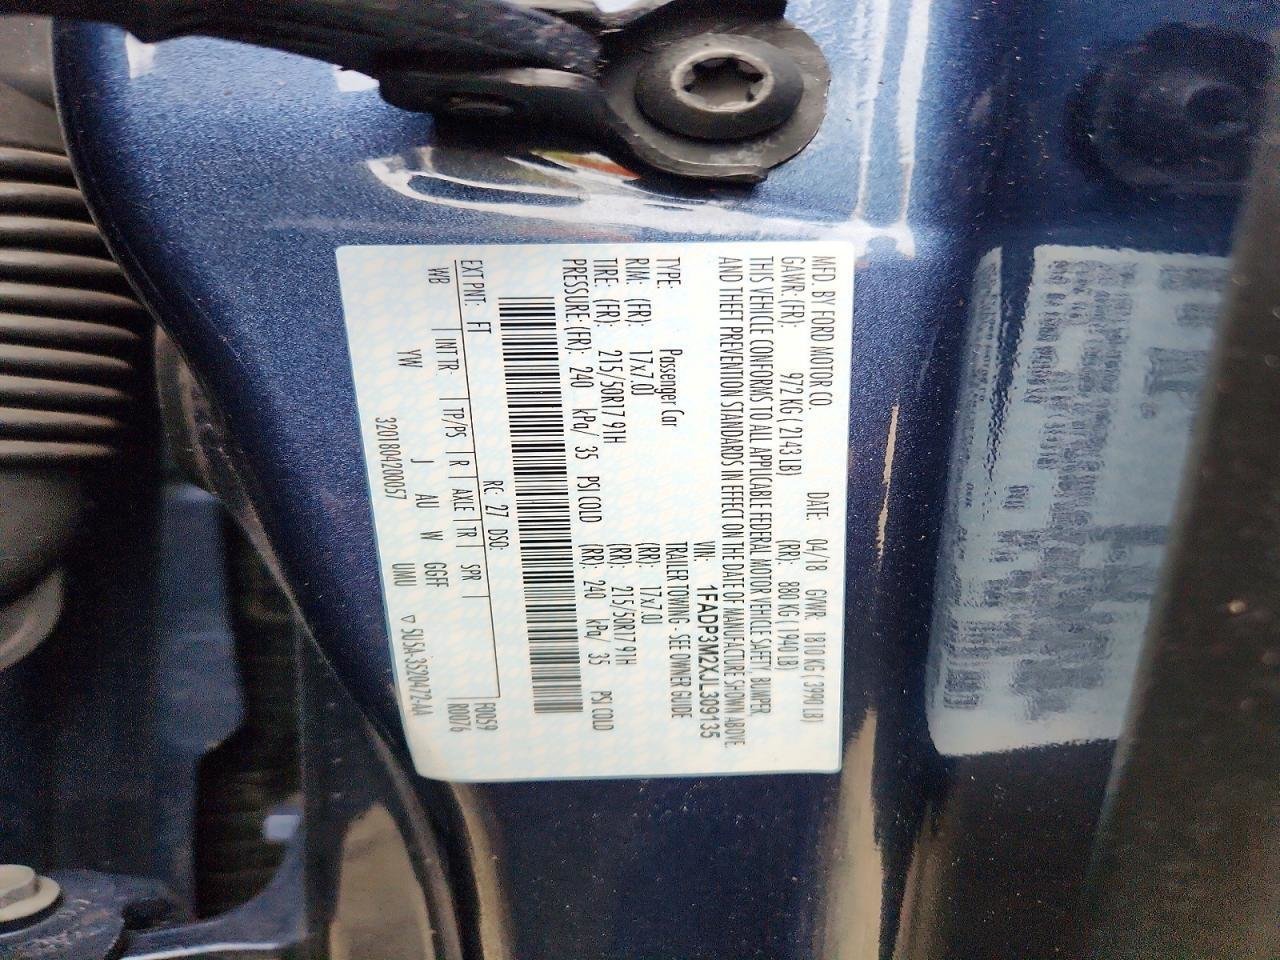 MFD. BY FORD MOTOR CO.
DATE: 04/18 GVWR: 1810 KG ( 3990 LB)
GAWR: (FR): 972 KG ( 2143 LB) (RR): 880 KG ( 1940 LB)
THIS VEHICLE CONFORMS TO ALL APPLICABLE FEDERAL MOTOR VEHICLE SAFETY, BUMPER
AND THEFT PREVENTION STANDARDS IN EFFECT ON THE DATE OF MANUFACTURE SHOWN ABOVE.
VIN: 1FADP3M2XJL309135
TYPE: Passenger Car TRAILER TOWING - SEE OWNER GUIDE
RIM: (FR): 17x7.0J (RR): 17x7.0J
TIRE: (FR): 215/50R17 91H (RR): 215/50R17 91H
PRESSURE: (FR): 240 kPa/ 35 PSI COLD (RR): 240 kPa/ 35 PSI COLD
RC: 27 DSO: F0059
EXT PNT: FT INT TR: TP/PS R AXLE TR SPR R0076
WB YW J AU W GGFF
320180420057 UMU ▽5U5A-3520472-AA